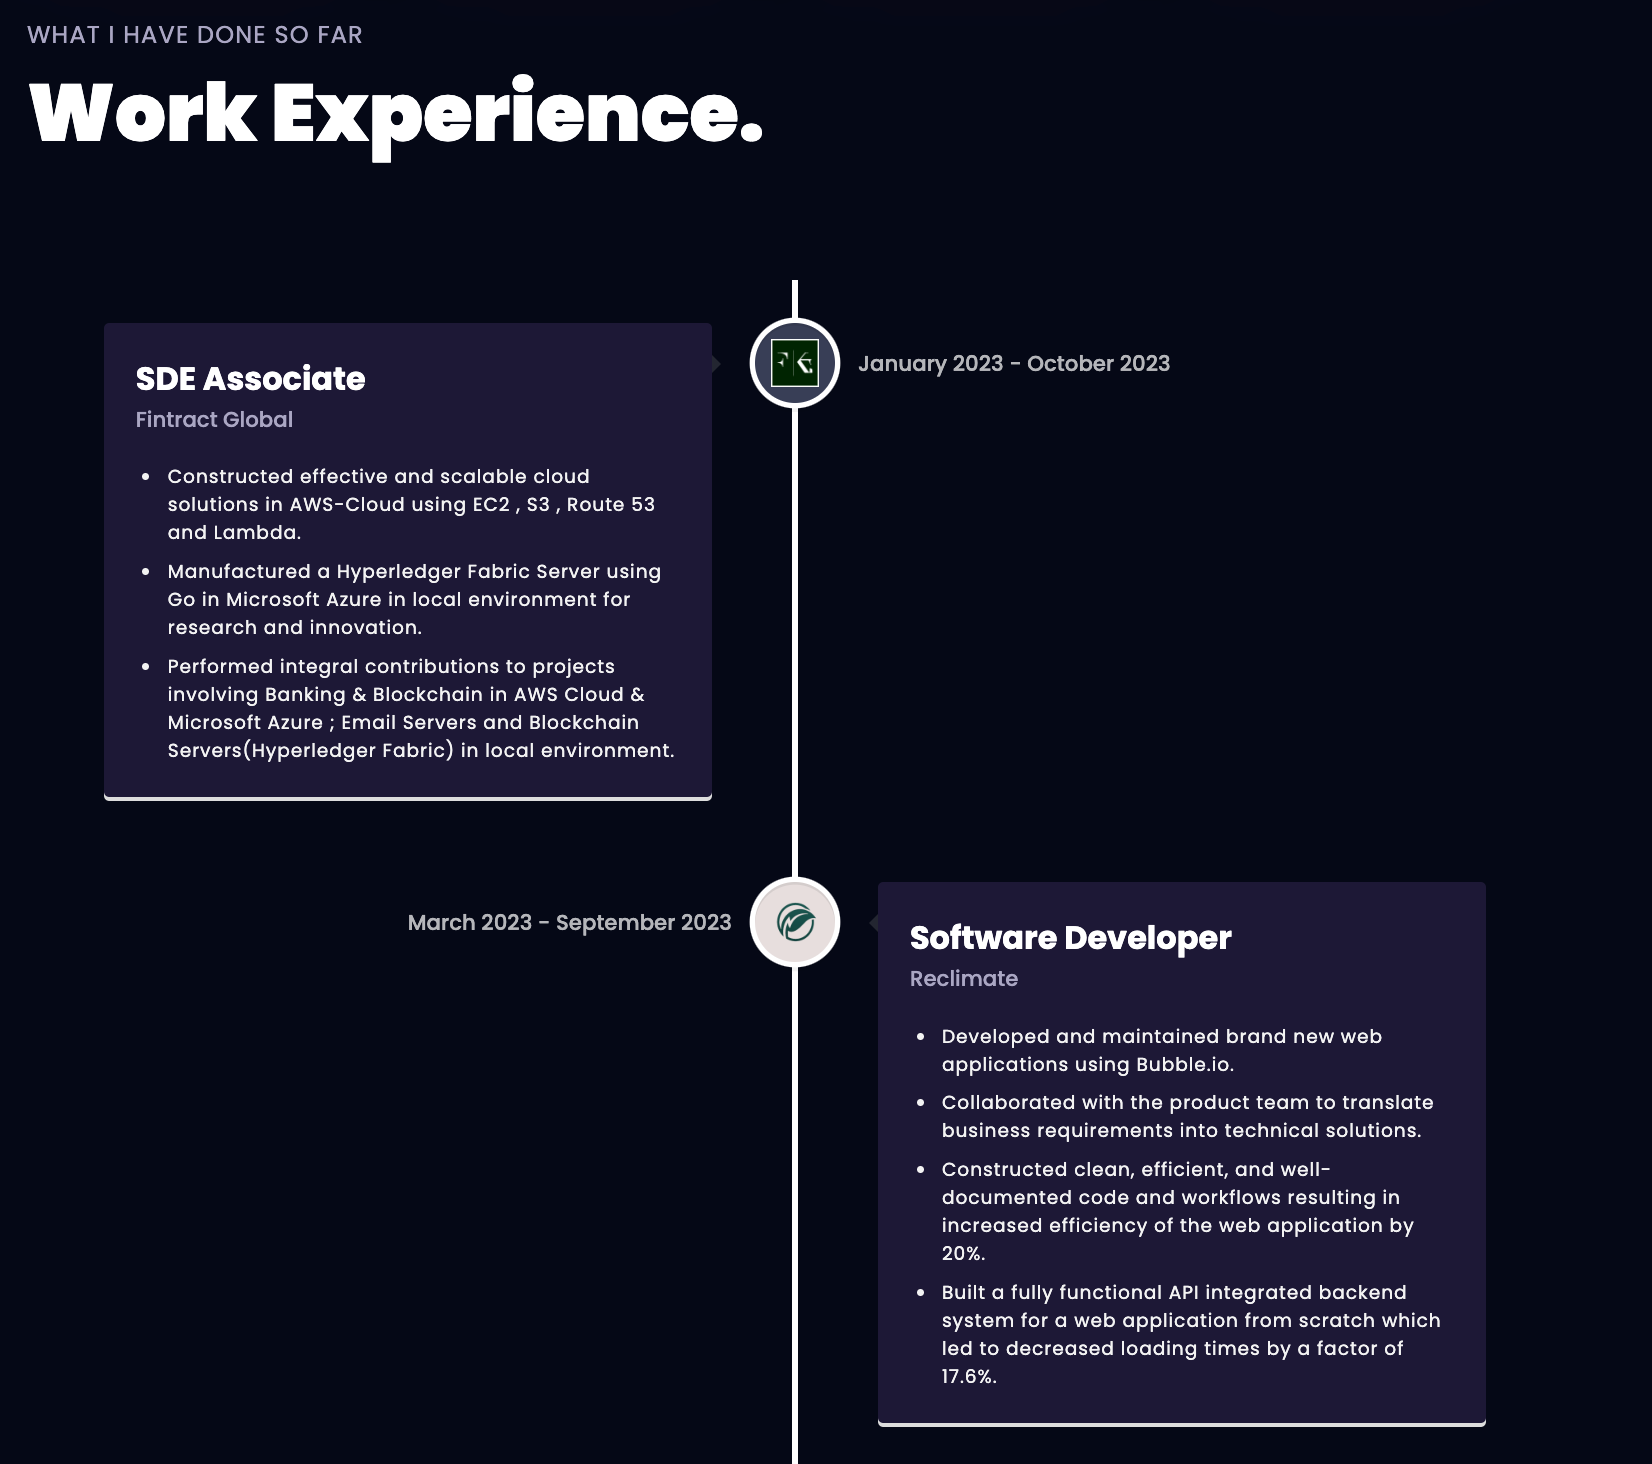 WHAT I HAVE DONE SO FAR
Work Experience.
SDE Associate
Fintract Global
January 2023 - October 2023
• Constructed effective and scalable cloud
solutions in AWS-Cloud using EC2 , S3 , Route 53
and Lambda.
• Manufactured a Hyperledger Fabric Server using
Go in Microsoft Azure in local environment for
research and innovation.
• Performed integral contributions to projects
involving Banking & Blockchain in AWS Cloud &
Microsoft Azure ; Email Servers and Blockchain
Servers(Hyperledger Fabric) in local environment.
March 2023 - September 2023
Software Developer
Reclimate
• Developed and maintained brand new web
applications using Bubble.io.
• Collaborated with the product team to translate
business requirements into technical solutions.
• Constructed clean, efficient, and well-
documented code and workflows resulting in
increased efficiency of the web application by
20%.
• Built a fully functional API integrated backend
system for a web application from scratch which
led to decreased loading times by a factor of
17.6%.